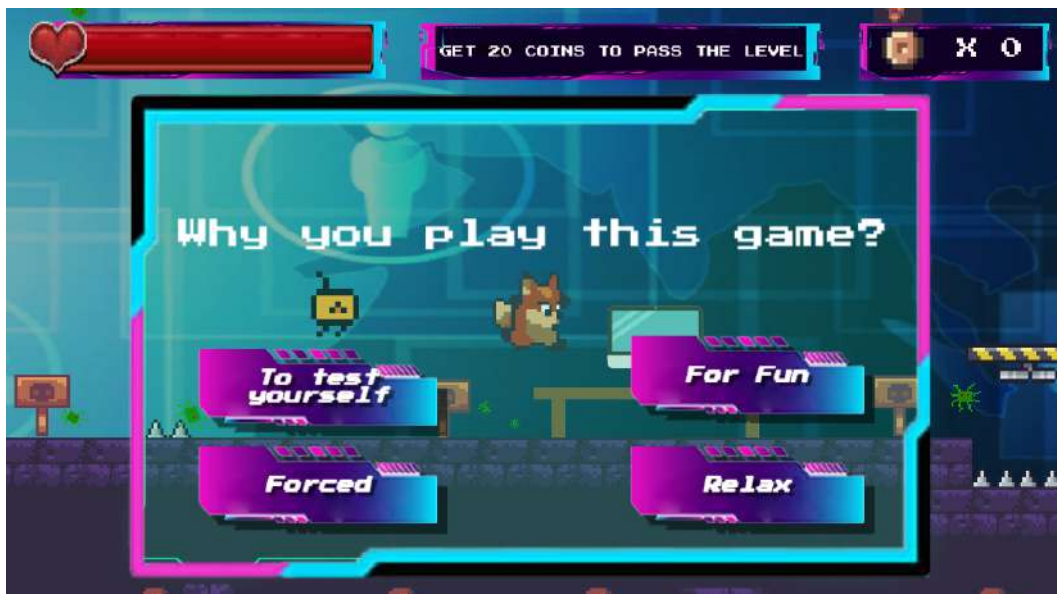 GET 20 COINS TO PASS THE LEVEL
X 0
Why you play this game?
To test
yourself
For Fun
Forced
Relax